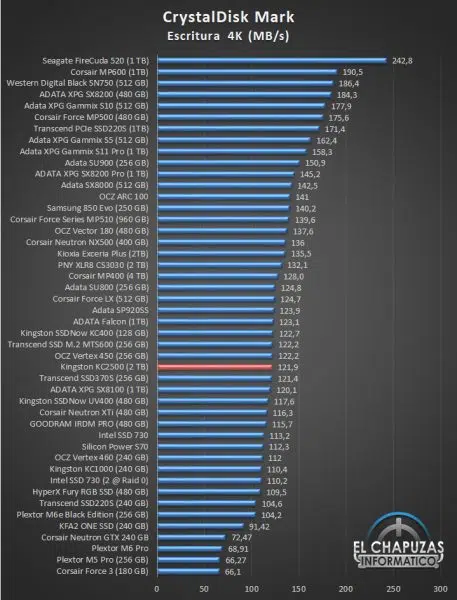 CrystalDisk Mark
Escritura 4K (MB/s)
Seagate FireCuda 520 (1 TB) 242,8
Corsair MP600 (1TB) 190,5
Western Digital Black SN750 (512 GB) 186,4
ADATA XPG SX8200 (480 GB) 184,3
Adata XPG Gammix S10 (512 GB) 177,9
Corsair Force MP500 (480 GB) 175,6
Transcend PCIe SSD220S (1TB) 171,4
Adata XPG Gammix S5 (512 GB) 162,4
Adata XPG Gammix S11 Pro (1 TB) 158,3
Adata SU900 (256 GB) 150,9
ADATA XPG SX8200 Pro (1 TB) 145,2
Adata SX8000 (512 GB) 142,5
OCZ ARC 100 141
Samsung 850 Evo (250 GB) 140,2
Corsair Force Series MP510 (960 GB) 139,6
OCZ Vector 180 (480 GB) 137,6
Corsair Neutron NX500 (400 GB) 136
Kioxia Exceria Plus (2TB) 135,5
PNY XLR8 CS3030 (2 TB) 132,1
Corsair MP400 (4 TB) 128,0
Adata SU800 (256 GB) 124,8
Corsair Force LX (512 GB) 124,7
Adata SP920SS 123,9
ADATA Falcon (1TB) 123,1
Kingston SSDNow KC400 (128 GB) 122,7
Transcend SSD M.2 MTS600 (256 GB) 122,2
OCZ Vertex 450 (256 GB) 122,2
Kingston KC2500 (2 TB) 121,9
Transcend SSD370S (256 GB) 121,4
ADATA XPG SX8100 (1 TB) 120,1
Kingston SSDNow UV400 (480 GB) 117,6
Corsair Neutron XTi (480 GB) 116,3
GOODRAM IRDM PRO (480 GB) 115,7
Intel SSD 730 113,2
Silicon Power S70 112,3
OCZ Vertex 460 (240 GB) 112
Kingston KC1000 (240 GB) 110,4
Intel SSD 730 (2 @ Raid 0) 110,2
HyperX Fury RGB SSD (480 GB) 109,5
Transcend SSD220S (240 GB) 104,6
Plextor M6e Black Edition (256 GB) 104,2
KFA2 ONE SSD (240 GB) 91,42
Corsair Neutron GTX 240 GB 72,47
Plextor M6 Pro 68,91
Plextor M5 Pro (256 GB) 66,27
Corsair Force 3 (180 GB) 66,1
0 50 100 150 200 250 300
EL CHAPUZAS
INFORMÁTICO